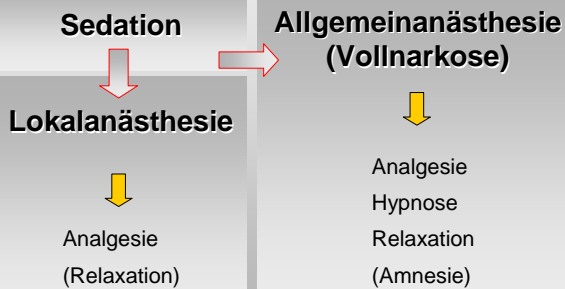 Sedation
Lokalanästhesie
Analgesie
(Relaxation)
Allgemeinanästhesie
(Vollnarkose)
Analgesie
Hypnose
Relaxation
(Amnesie)